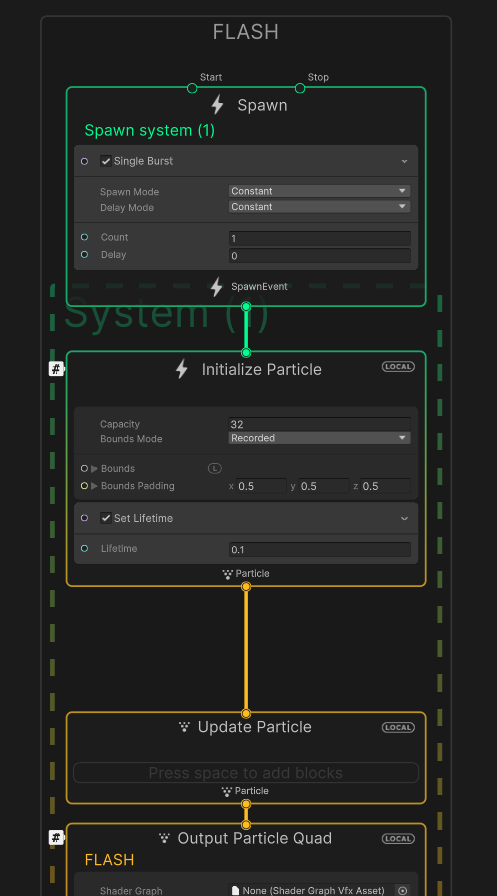 FLASH
Start
Stop
Spawn
Spawn system (1)
Single Burst
Spawn Mode Constant
Delay Mode Constant
Count 1
Delay 0
SpawnEvent
System (1)
#
Initialize Particle
LOCAL
Capacity 32
Bounds Mode Recorded
Bounds L
Bounds Padding x 0.5 y 0.5 z 0.5
Set Lifetime
Lifetime 0.1
Particle
Update Particle
LOCAL
Press space to add blocks
Particle
#
Output Particle Quad
LOCAL
FLASH
Shader Graph None (Shader Graph Vfx Asset)